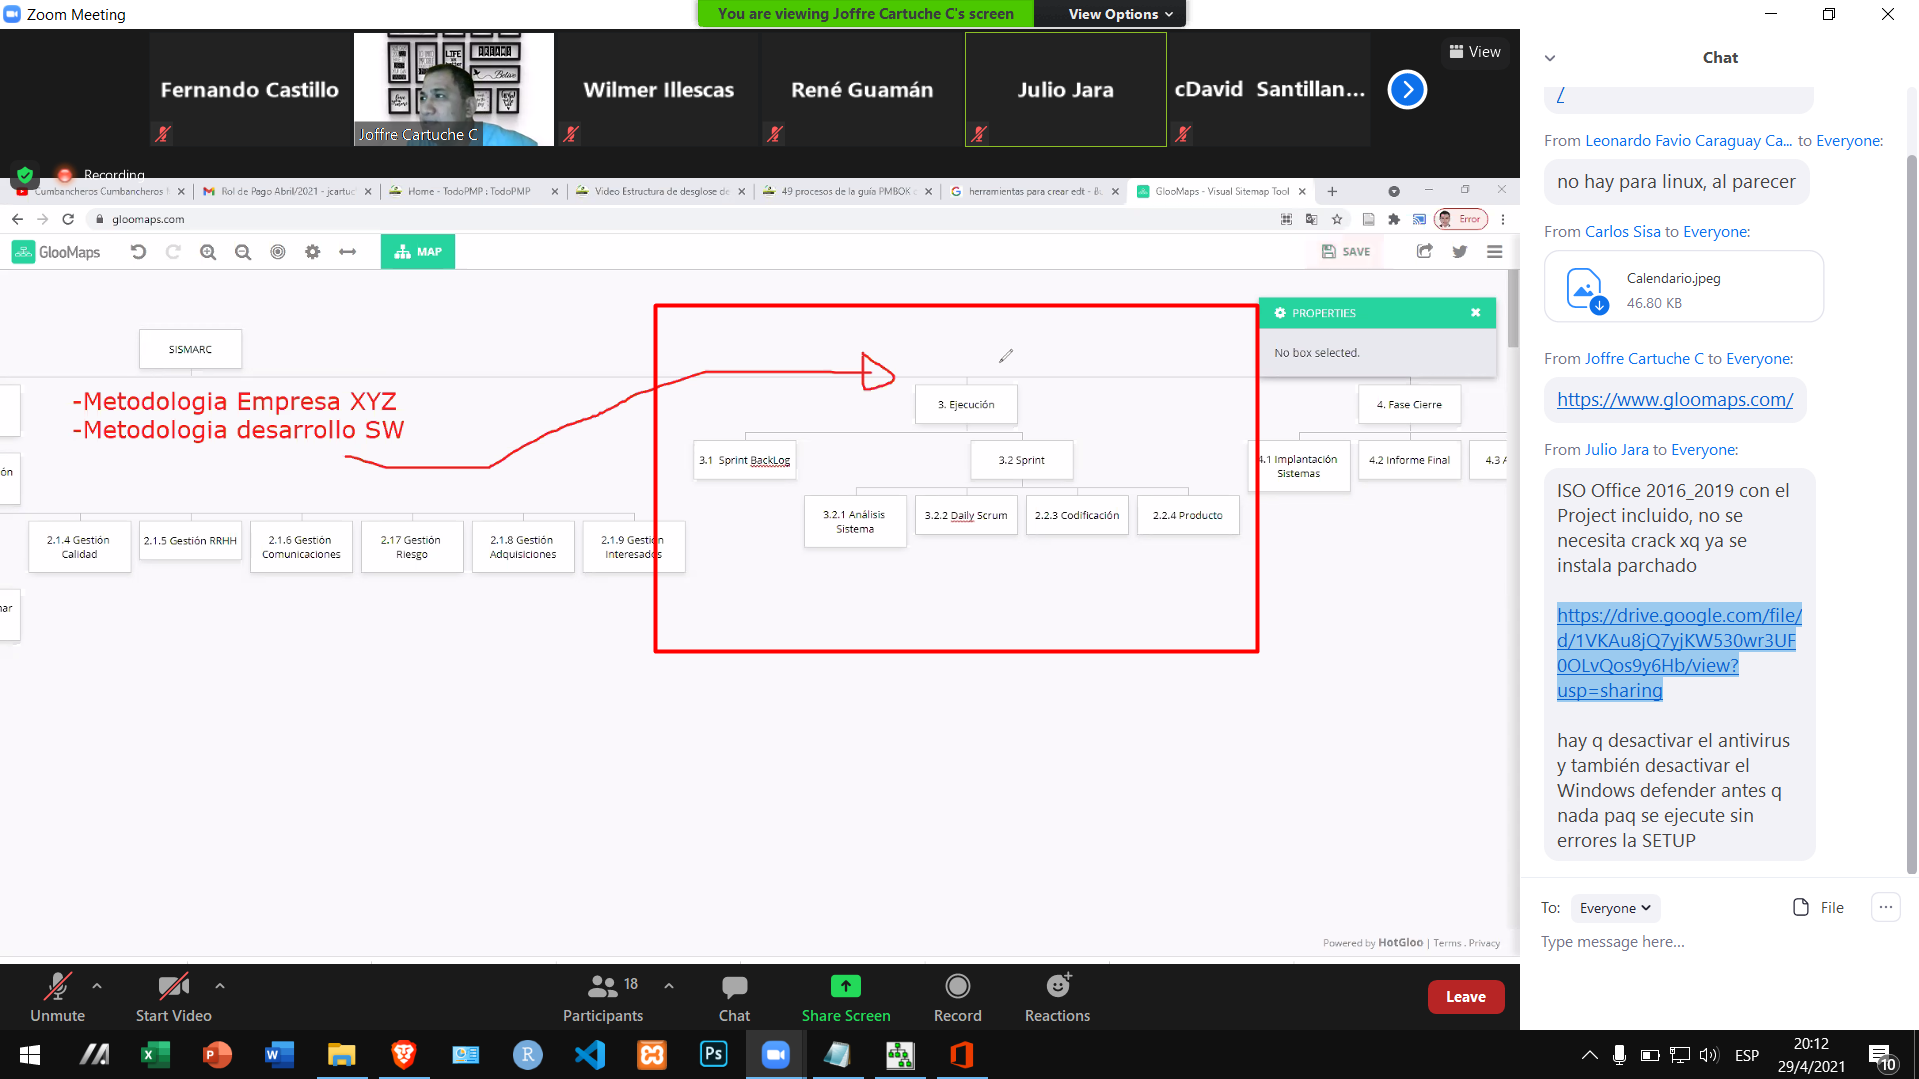 Zoom Meeting
You are viewing Joffre Cartuche C's screen
View Options
Fernando Castillo
Joffre Cartuche C
Wilmer Illescas
René Guamán
Julio Jara
cDavid Santillan...
View
Recording
Cumbancheros Cumbancheros
Rol de Pago Abril/2021 - jcartuc
Home - TodoPMP : TodoPMP
Video Estructura de desglose de
49 procesos de la guía PMBOK
herramientas para crear edt - Bu
GlooMaps - Visual Sitemap Tool
gloomaps.com
Error
GlooMaps
MAP
SAVE
PROPERTIES
No box selected.
SISMARC
-Metodologia Empresa XYZ
-Metodologia desarrollo SW
3. Ejecución
4. Fase Cierre
3.1 Sprint BackLog
3.2 Sprint
4.1 Implantación
Sistemas
4.2 Informe Final
4.3 A
ón
3.2.1 Análisis
Sistema
3.2.2 Daily Scrum
2.2.3 Codificación
2.2.4 Producto
2.1.4 Gestión
Calidad
2.1.5 Gestión RRHH
2.1.6 Gestión
Comunicaciones
2.17 Gestión
Riesgo
2.1.8 Gestión
Adquisiciones
2.1.9 Gestión
Interesados
nar
Powered by HotGloo | Terms . Privacy
Chat
/
From Leonardo Favio Caraguay Ca... to Everyone:
no hay para linux, al parecer
From Carlos Sisa to Everyone:
Calendario.jpeg
46.80 KB
From Joffre Cartuche C to Everyone:
https://www.gloomaps.com/
From Julio Jara to Everyone:
ISO Office 2016_2019 con el
Project incluido, no se
necesita crack xq ya se
instala parchado
https://drive.google.com/file/
d/1VKAu8jQ7yjKW530wr3UF
0OLvQos9y6Hb/view?
usp=sharing
hay q desactivar el antivirus
y también desactivar el
Windows defender antes q
nada paq se ejecute sin
errores la SETUP
To: Everyone
File
Type message here...
Unmute
Start Video
Participants
18
Chat
Share Screen
Record
Reactions
Leave
ESP
20:12
29/4/2021
10